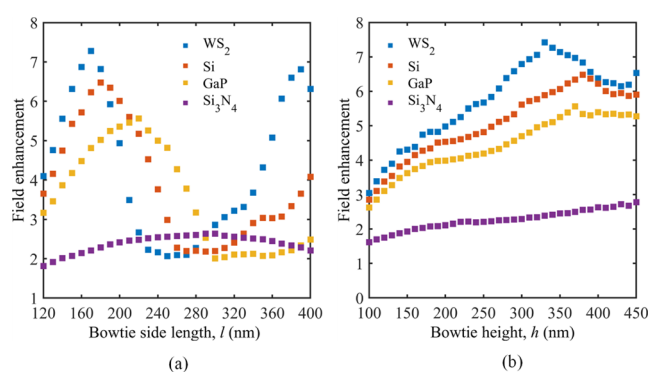 8
7
6
5
4
3
2
1
Field enhancement
WS₂
Si
GaP
Si₃N₄
120 160 200 240 280 320 360 400
Bowtie side length, l (nm)
(a)
8
7
6
5
4
3
2
1
0
Field enhancement
WS₂
Si
GaP
Si₃N₄
100 150 200 250 300 350 400 450
Bowtie height, h (nm)
(b)